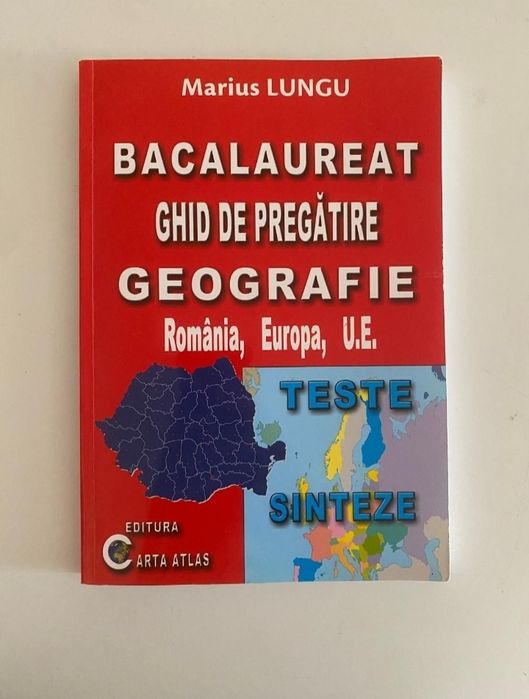 Marius LUNGU
BACALAUREAT
GHID DE PREGĂTIRE
GEOGRAFIE
România, Europa, U.E.
TESTE
SINTEZE
EDITURA
CARTA ATLAS